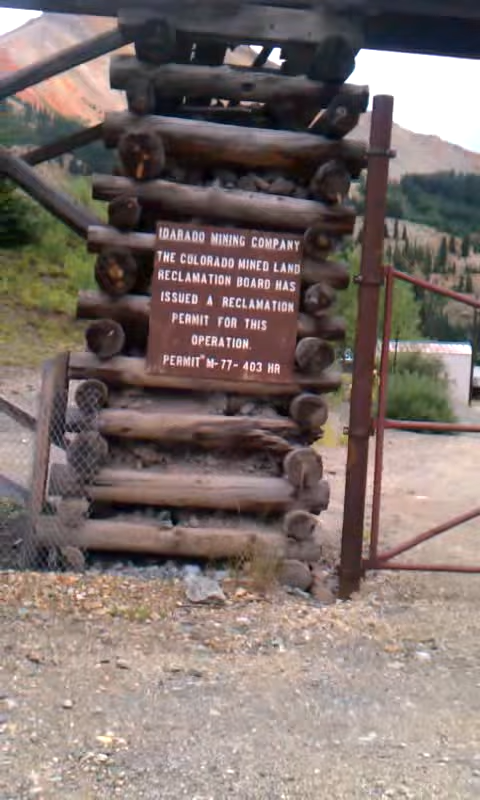 IDARADO MINING COMPANY
THE COLORADO MINED LAND
RECLAMATION BOARD HAS
ISSUED A RECLAMATION
PERMIT FOR THIS
OPERATION.
PERMIT# M-77-403 HR